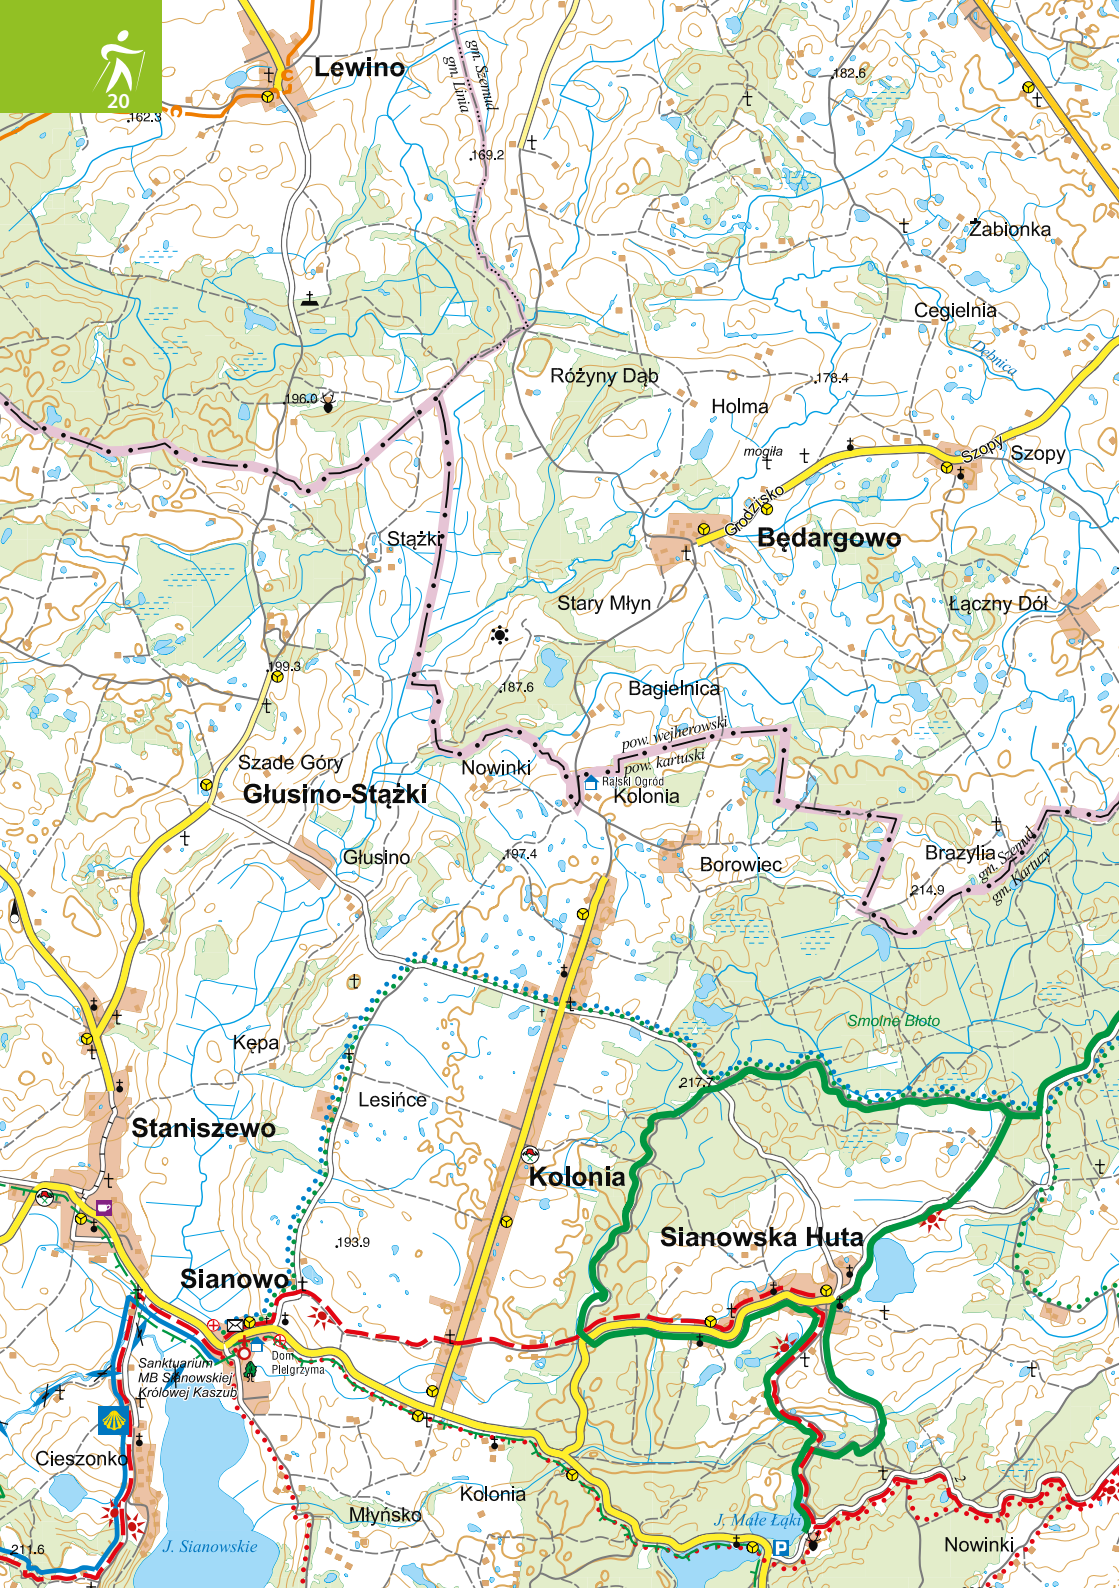 20
Lewino
162.3
gm. Szemud
gm. Linia
169.2
182.6
Żabionka
Cegielnia
Dębnica
Różyny Dąb
178.4
Holma
196.0
mogiła
Szopy
Szopy
Grodzisko
Będargowo
Stążki
Stary Młyn
Łączny Dół
199.3
187.6
Bagielnica
pow. wejherowski
pow. kartuski
Szade Góry
Nowinki
Rajski Ogród
Kolonia
Głusino-Stążki
Głusino
197.4
Borowiec
Brazylia
gm. Szemud
gm. Kartuzy
214.9
Smolne Błoto
Kępa
217.7
Lesińce
Staniszewo
Kolonia
193.9
Sianowska Huta
Sianowo
Dom
Pielgrzyma
Sanktuarium
MB Sianowskiej
Królowej Kaszub
Cieszonko
Kolonia
Młyńsko
J. Małe Łąki
P
2
J. Sianowskie
Nowinki
211.6